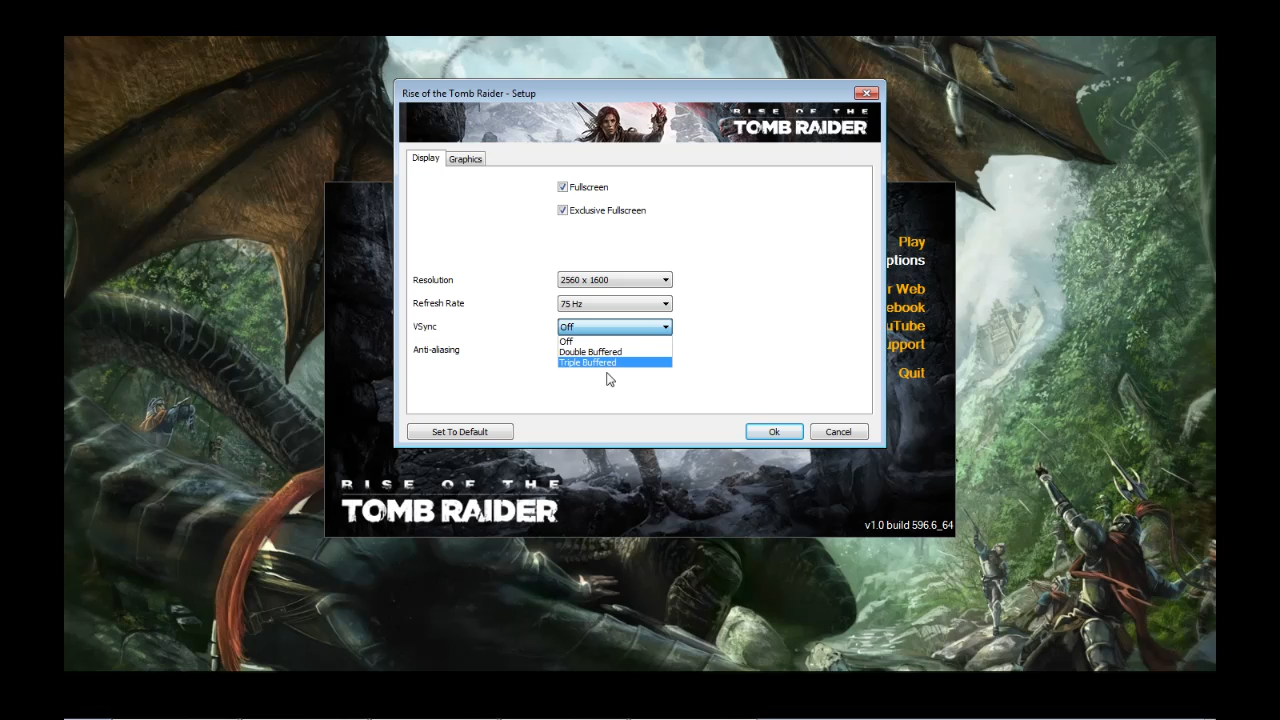 Rise of the Tomb Raider - Setup
RISE OF THE
TOMB RAIDER
Display
Graphics
Fullscreen
Exclusive Fullscreen
Resolution
2560 x 1600
Refresh Rate
75 Hz
VSync
Off
Off
Double Buffered
Triple Buffered
Anti-aliasing
Set To Default
Ok
Cancel
Play
ptions
r Web
ebook
uTube
upport
Quit
RISE OF THE
TOMB RAIDER
v1.0 build 596.6_64